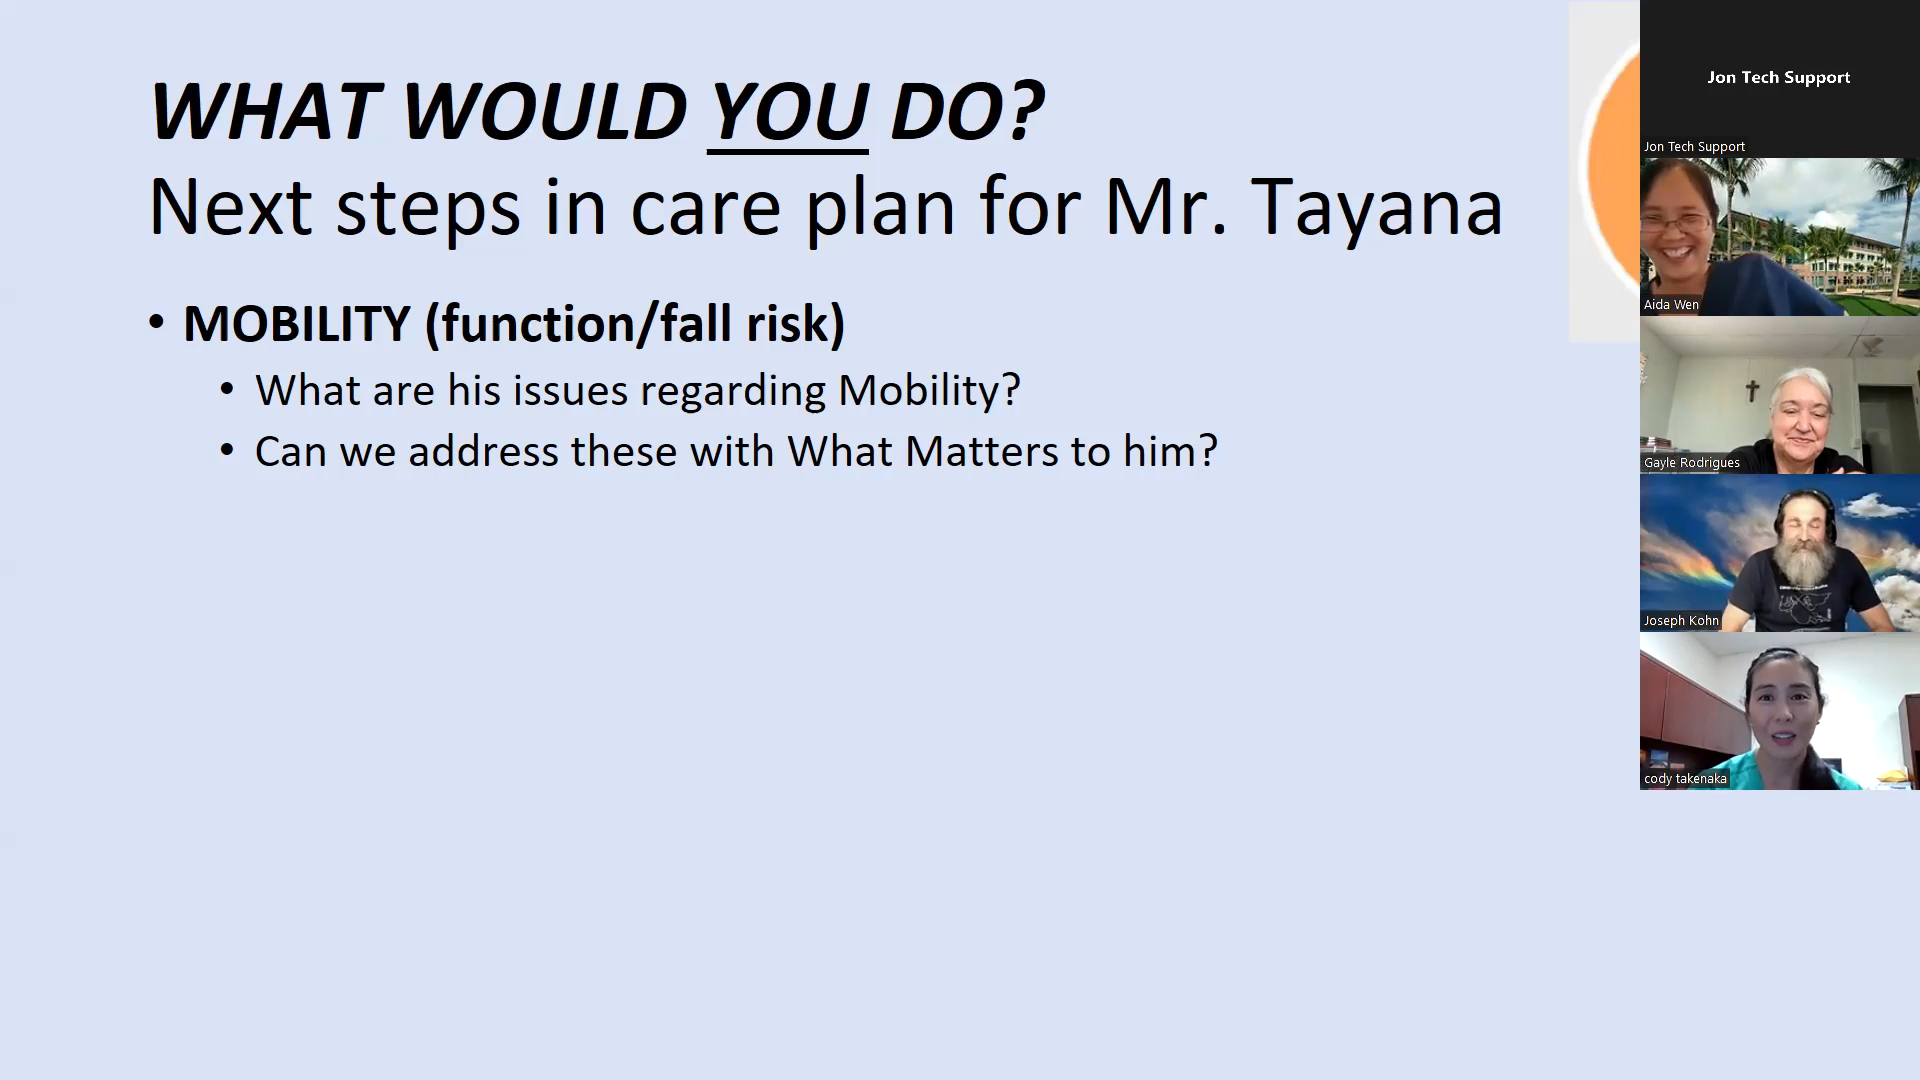 WHAT WOULD YOU DO?
Next steps in care plan for Mr. Tayana
• MOBILITY (function/fall risk)
• What are his issues regarding Mobility?
• Can we address these with What Matters to him?
Jon Tech Support
Jon Tech Support
Aida Wen
Gayle Rodrigues
Joseph Kohn
cody takenaka